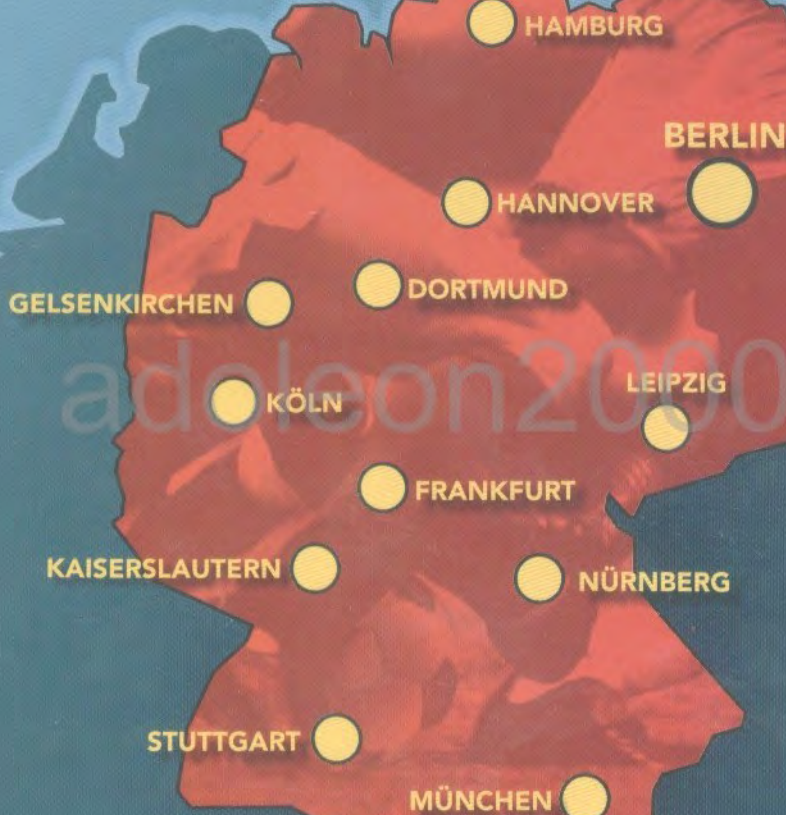 HAMBURG
BERLIN
HANNOVER
GELSENKIRCHEN
DORTMUND
adoleon2000
KÖLN
LEIPZIG
FRANKFURT
KAISERSLAUTERN
NÜRNBERG
STUTTGART
MÜNCHEN